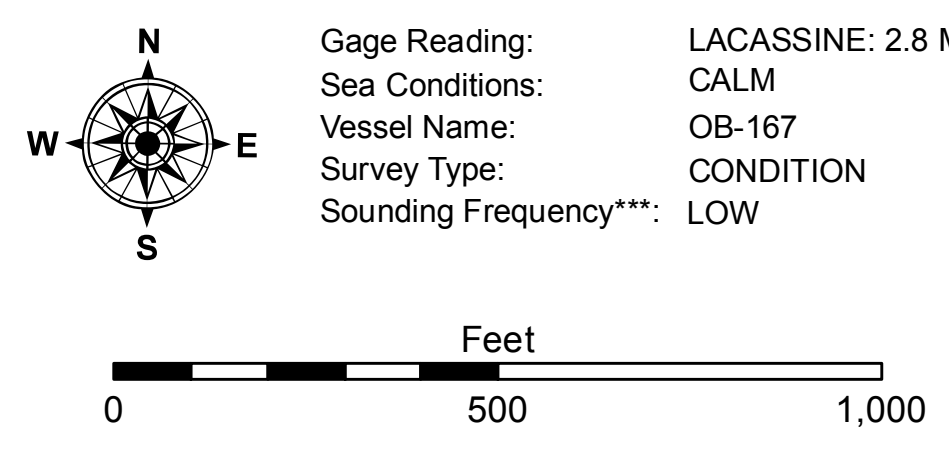 N
W E
S
Gage Reading: LACASSINE: 2.8
Sea Conditions: CALM
Vessel Name: OB-167
Survey Type: CONDITION
Sounding Frequency***: LOW
Feet
0 500 1,000